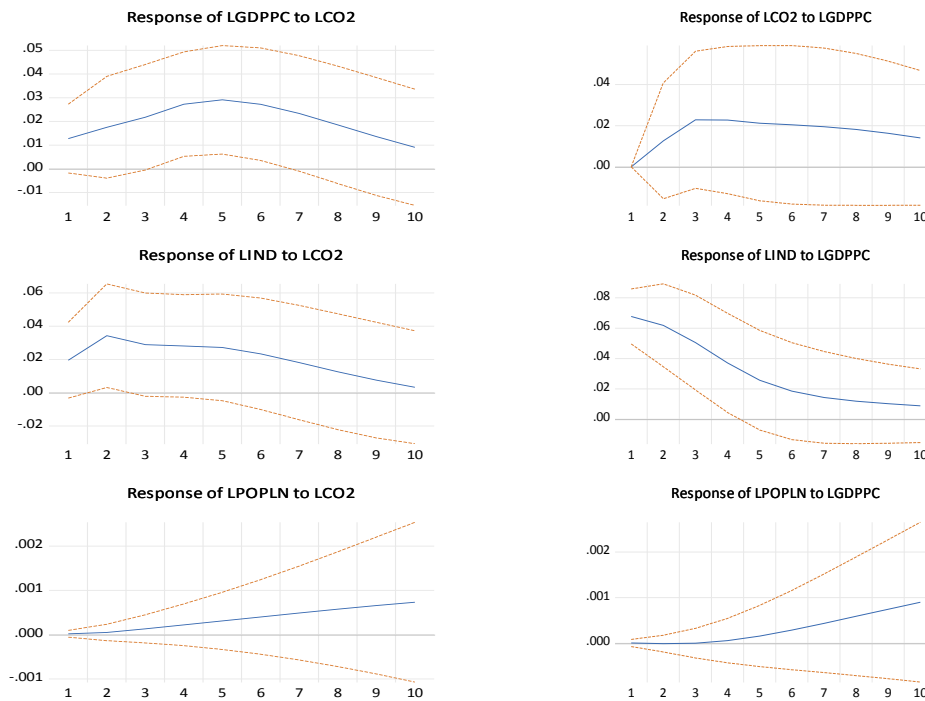 Response of LGDPPC to LCO2
.05
.04
.03
.02
.01
.00
-.01
1 2 3 4 5 6 7 8 9 10
Response of LCO2 to LGDPPC
.04
.02
.00
1 2 3 4 5 6 7 8 9 10
Response of LIND to LCO2
.06
.04
.02
.00
-.02
1 2 3 4 5 6 7 8 9 10
Response of LIND to LGDPPC
.08
.06
.04
.02
.00
1 2 3 4 5 6 7 8 9 10
Response of LPOPLN to LCO2
.002
.001
.000
-.001
1 2 3 4 5 6 7 8 9 10
Response of LPOPLN to LGDPPC
.002
.001
.000
1 2 3 4 5 6 7 8 9 10